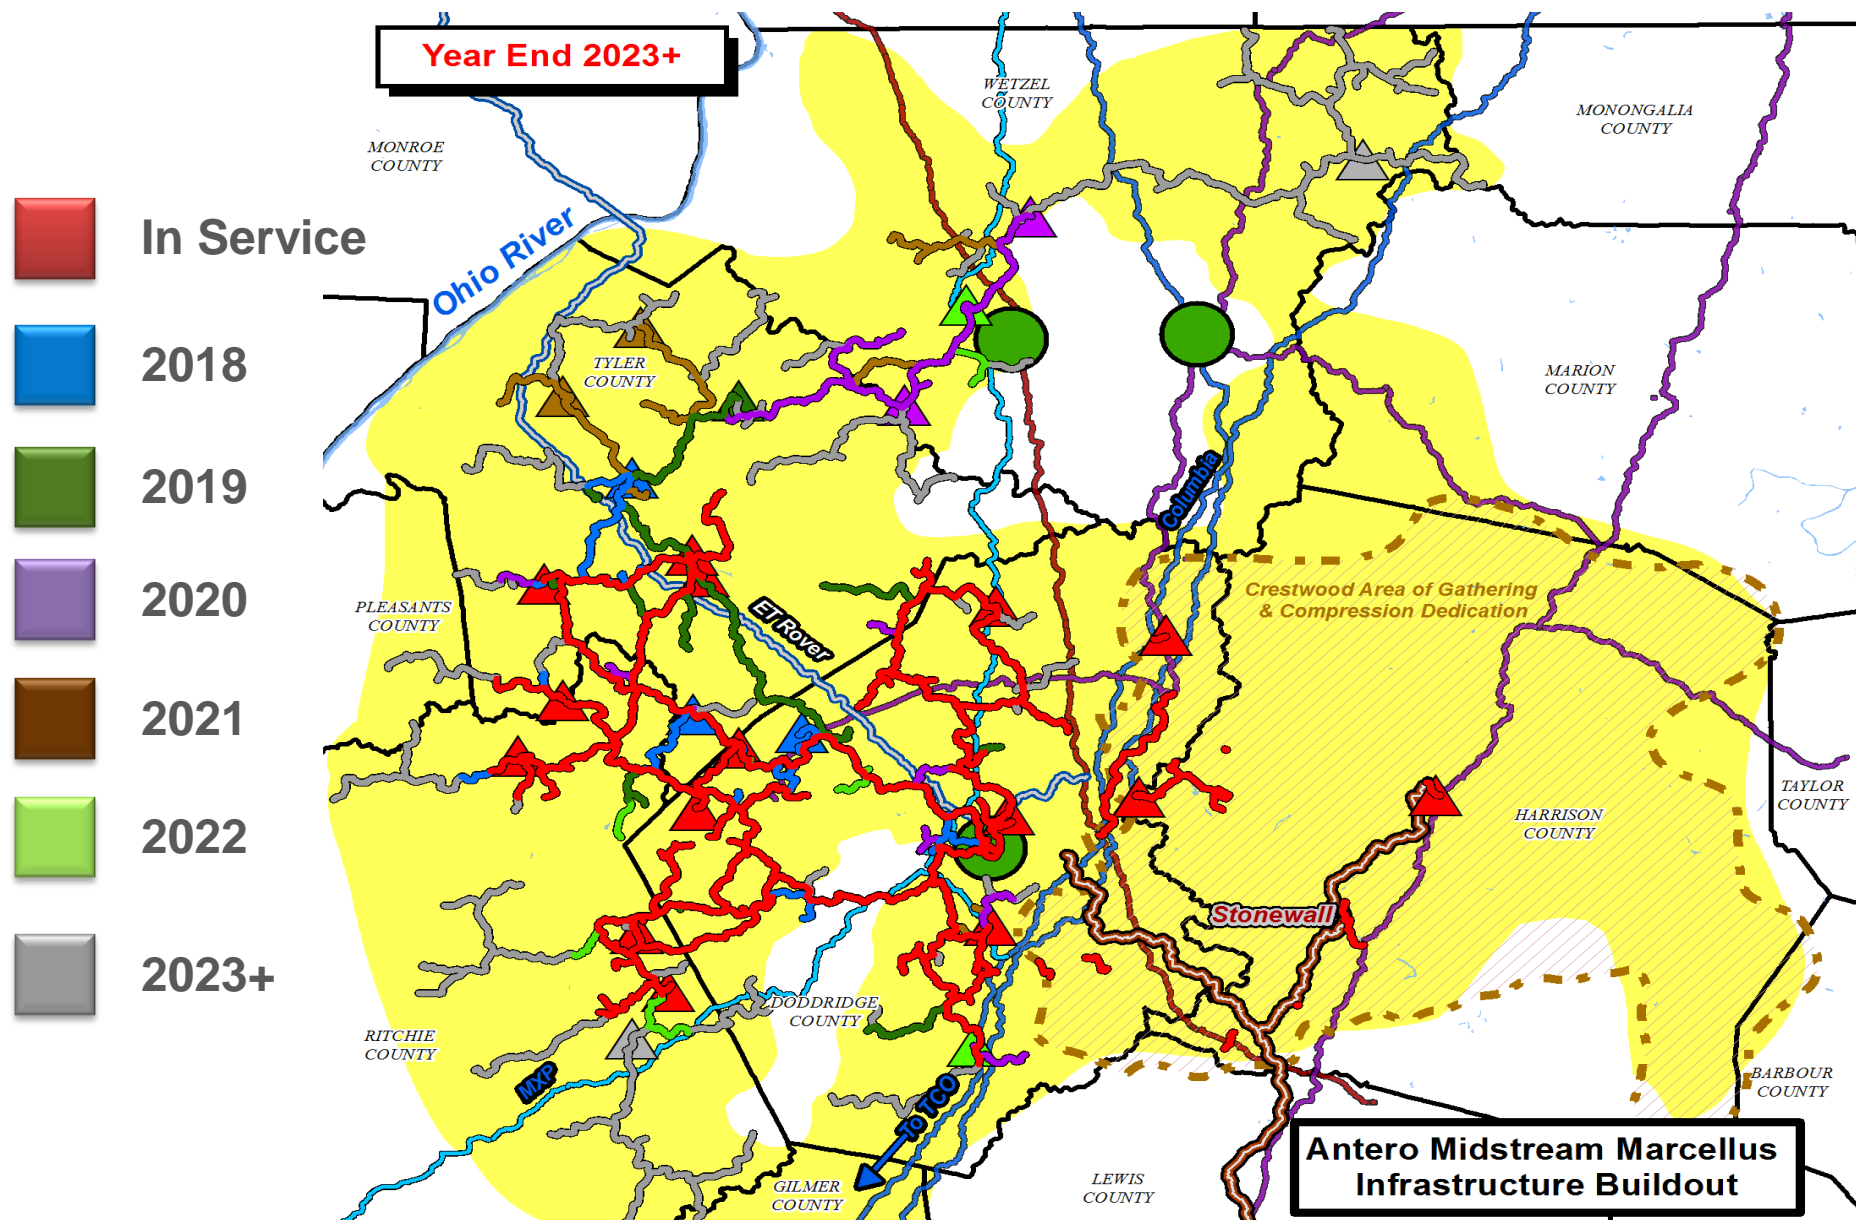 Year End 2023+
WETZEL
COUNTY
MONONGALIA
COUNTY
MONROE
COUNTY
In Service
Ohio River
2018
TYLER
COUNTY
MARION
COUNTY
2019
Columbia
2020
Crestwood Area of Gathering
& Compression Dedication
PLEASANTS
COUNTY
ET Rover
2021
TAYLOR
COUNTY
HARRISON
COUNTY
2022
Stonewall
2023+
DODDRIDGE
COUNTY
RITCHIE
COUNTY
MXP
To TCO
BARBOUR
COUNTY
Antero Midstream Marcellus
Infrastructure Buildout
GILMER
COUNTY
LEWIS
COUNTY